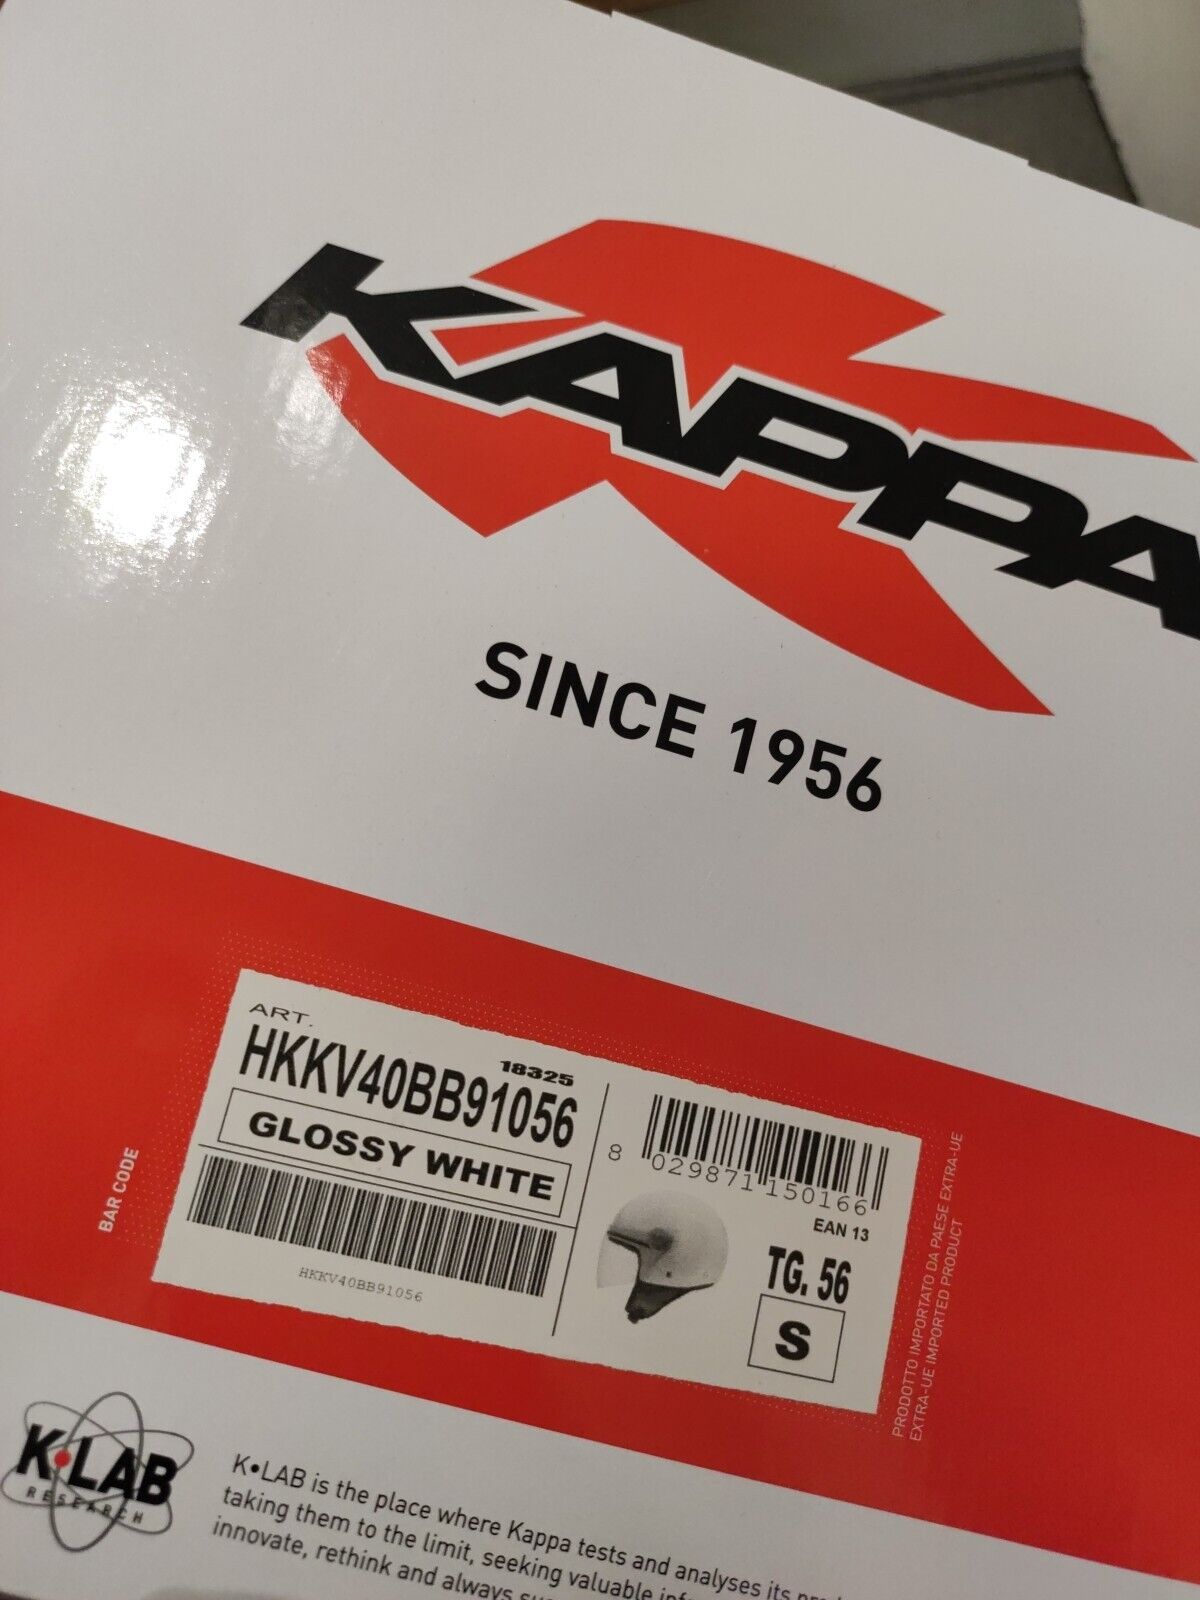 KAPPA
SINCE 1956
ART.
18325
HKKV40BB91056
GLOSSY WHITE
HKKV40BB91056
8 029871 150166
EAN 13
TG. 56
S
BAR CODE
PRODOTTO IMPORTATO DA PAESE EXTRA-UE
EXTRA-UE IMPORTED PRODUCT
K•LAB
RESEARCH
K•LAB is the place where Kappa tests and analyses its
taking them to the limit, seeking valuable
innovate, rethink and always